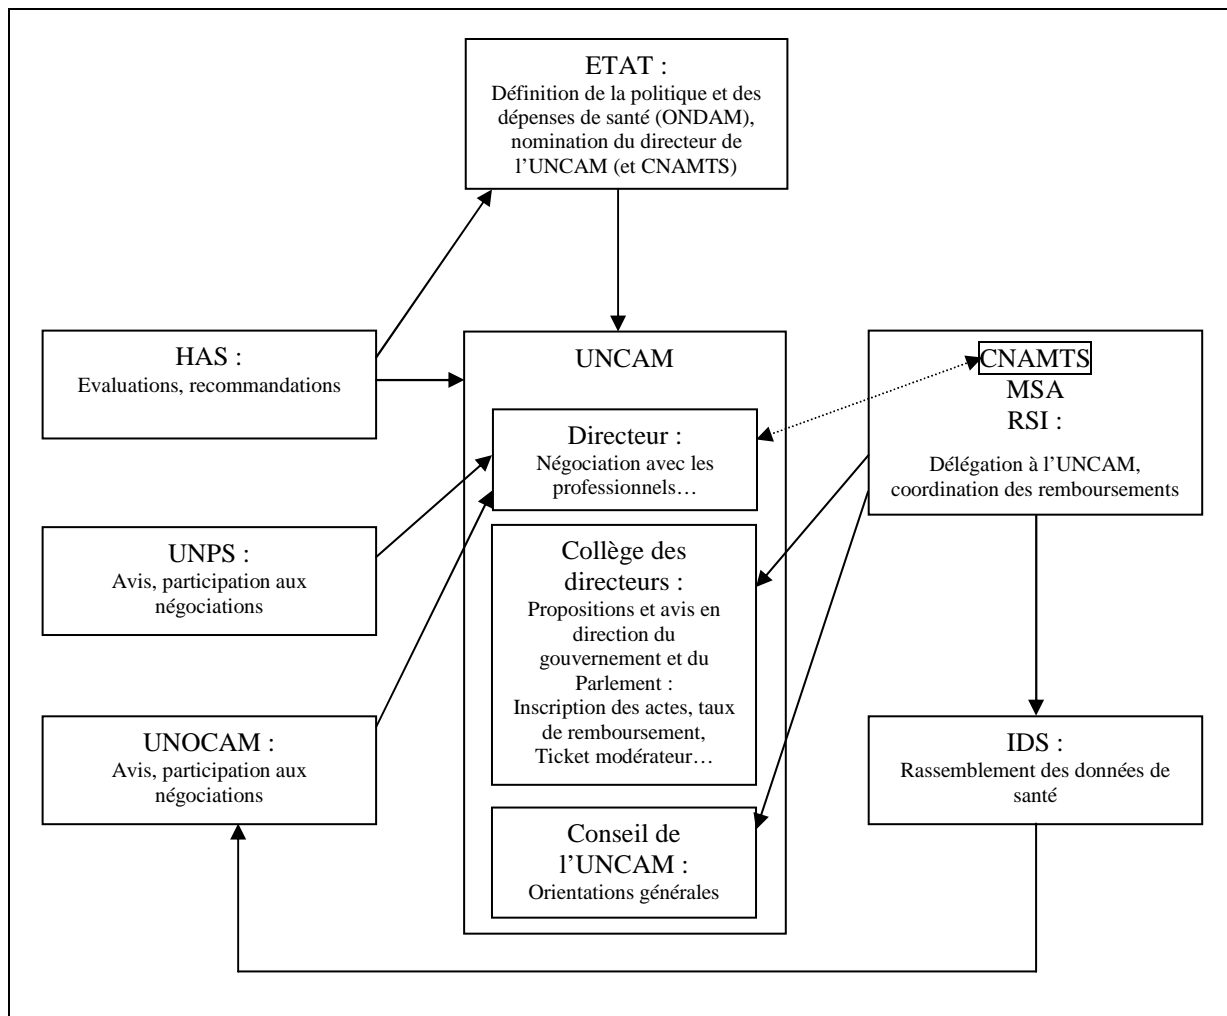 ETAT :
Définition de la politique et des
dépenses de santé (ONDAM),
nomination du directeur de
l’UNCAM (et CNAMTS)
HAS :
Evaluations, recommandations
UNPS :
Avis, participation aux
négociations
UNOCAM :
Avis, participation aux
négociations
UNCAM
Directeur :
Négociation avec les
professionnels…
Collège des
directeurs :
Propositions et avis en
direction du
gouvernement et du
Parlement :
Inscription des actes, taux
de remboursement,
Ticket modérateur…
Conseil de
l’UNCAM :
Orientations générales
CNAMTS
MSA
RSI :
Délégation à l’UNCAM,
coordination des remboursements
IDS :
Rassemblement des données de
santé